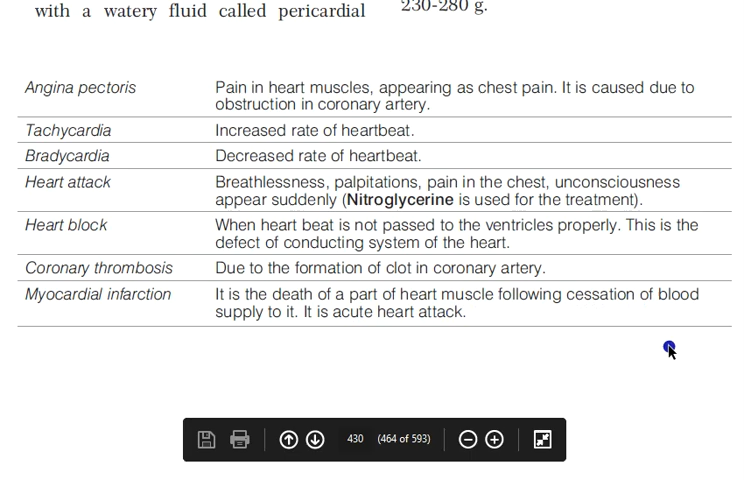 with a watery fluid called pericardial
230-280 g.
Angina pectoris
Pain in heart muscles, appearing as chest pain. It is caused due to
obstruction in coronary artery.
Tachycardia
Increased rate of heartbeat.
Bradycardia
Decreased rate of heartbeat.
Heart attack
Breathlessness, palpitations, pain in the chest, unconsciousness
appear suddenly (Nitroglycerine is used for the treatment).
Heart block
When heart beat is not passed to the ventricles properly. This is the
defect of conducting system of the heart.
Coronary thrombosis
Due to the formation of clot in coronary artery.
Myocardial infarction
It is the death of a part of heart muscle following cessation of blood
supply to it. It is acute heart attack.
430 (464 of 593)